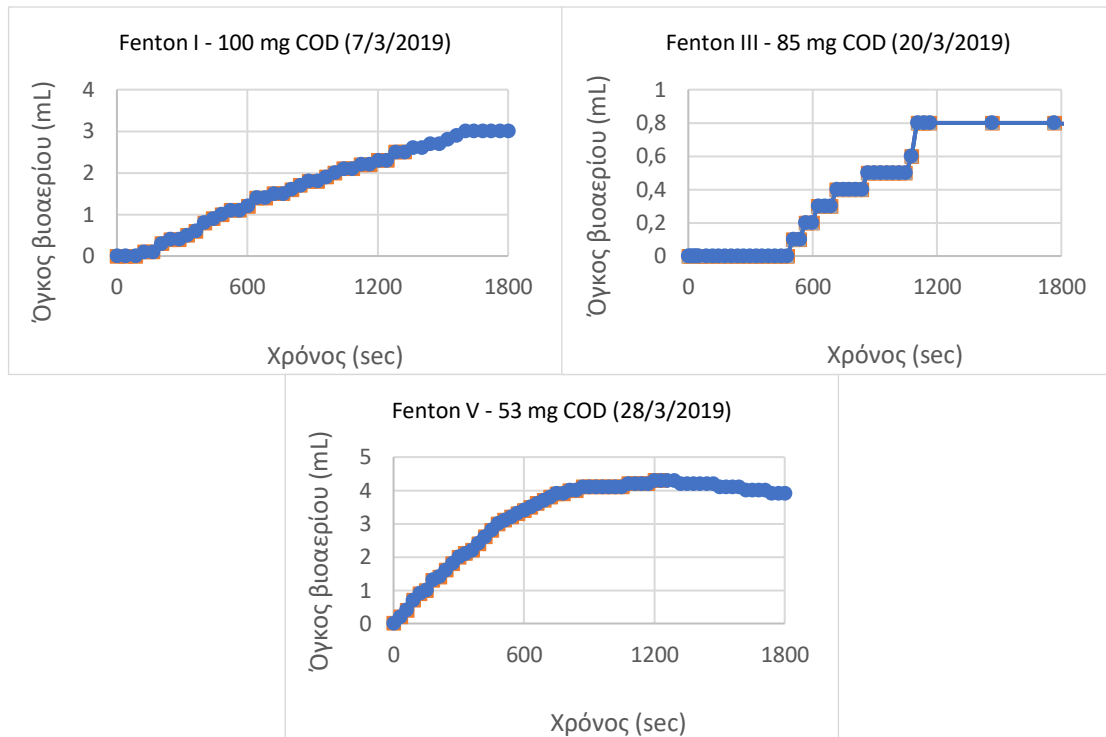 Fenton I - 100 mg COD (7/3/2019)
Όγκος βιοαερίου (mL)
4
3
2
1
0
0 600 1200 1800
Χρόνος (sec)
Fenton III - 85 mg COD (20/3/2019)
Όγκος βιοαερίου (mL)
1
0,8
0,6
0,4
0,2
0
0 600 1200 1800
Χρόνος (sec)
Fenton V - 53 mg COD (28/3/2019)
Όγκος βιοαερίου (mL)
5
4
3
2
1
0
0 600 1200 1800
Χρόνος (sec)